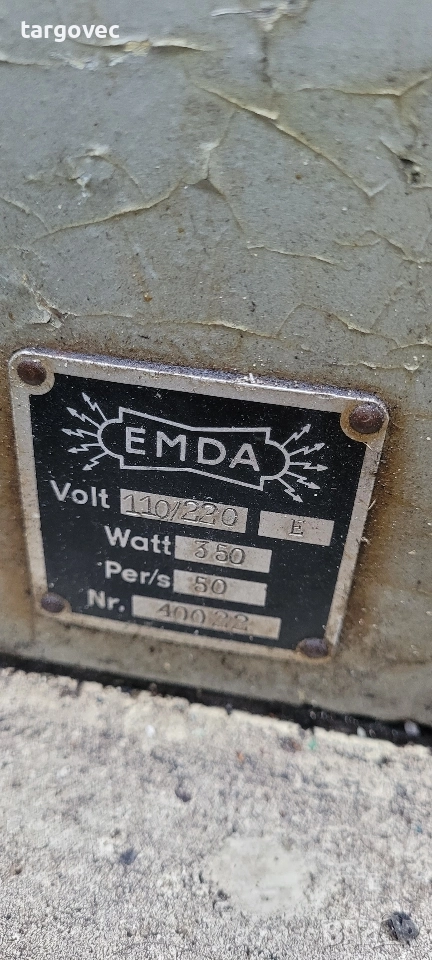 targovec
EMDA
Volt 110/220 E
Watt 350
Per/s 50
Nr. 40022